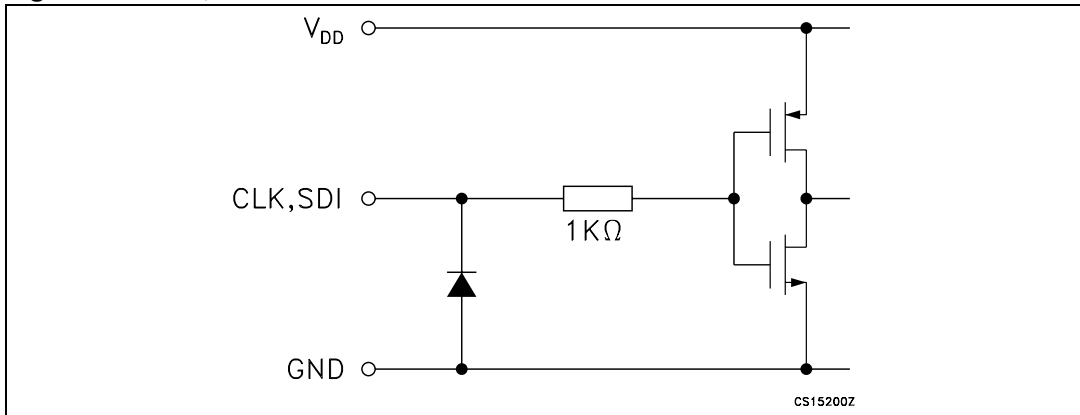 V_DD
CLK,SDI
1KΩ
GND
CS15200Z